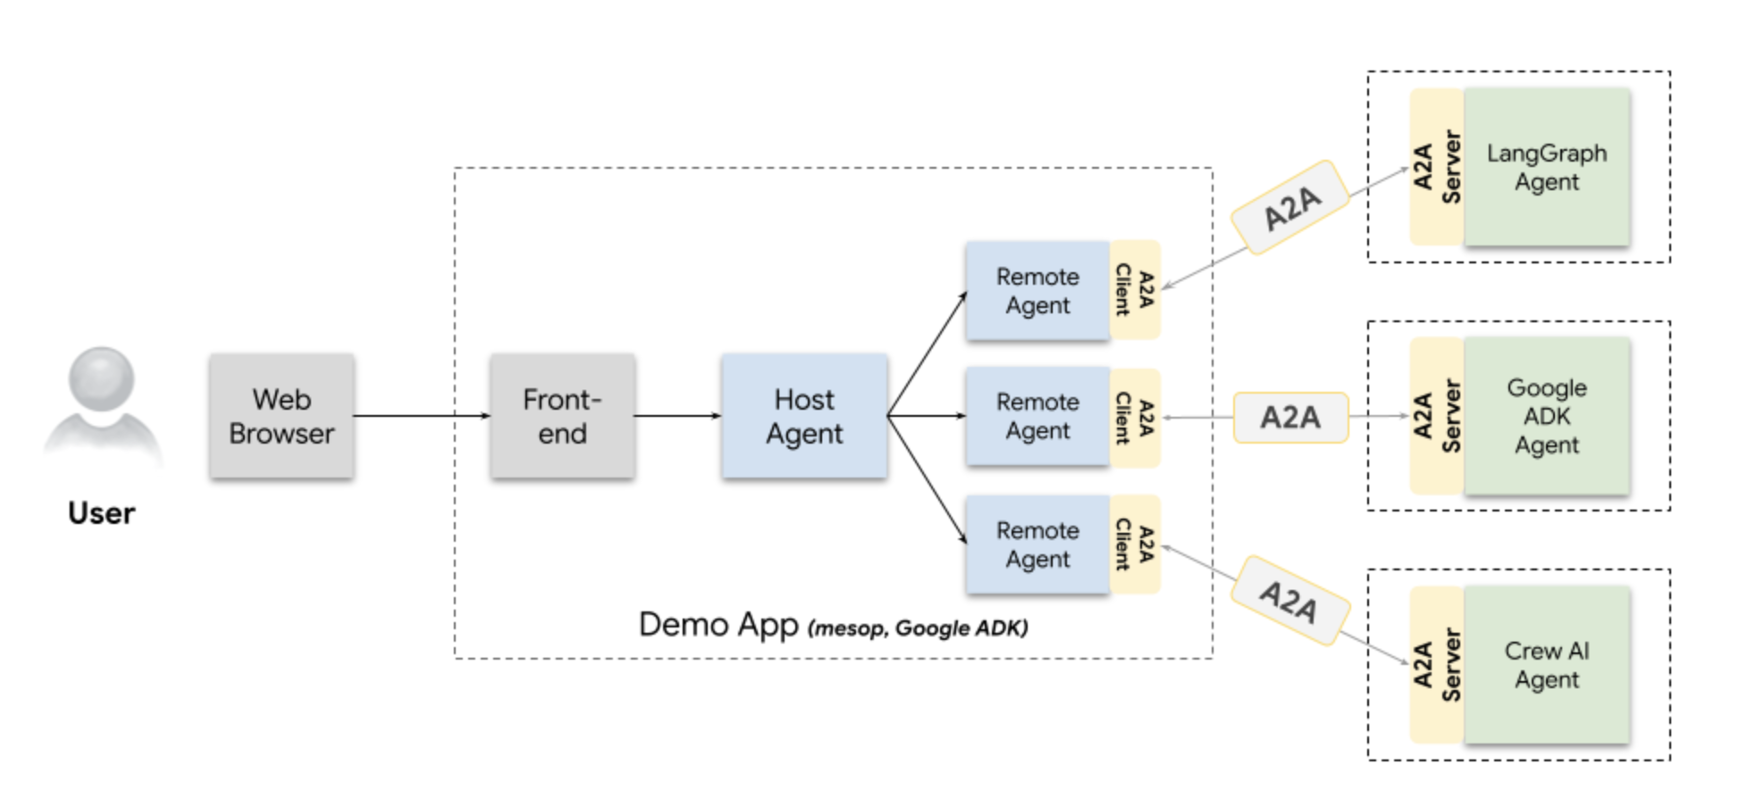 User
Web
Browser
Front-
end
Host
Agent
Remote
Agent
A2A
Client
Remote
Agent
A2A
Client
Remote
Agent
A2A
Client
Demo App (mesop, Google ADK)
A2A
A2A
A2A
A2A
Server
LangGraph
Agent
A2A
Server
Google
ADK
Agent
A2A
Server
Crew AI
Agent